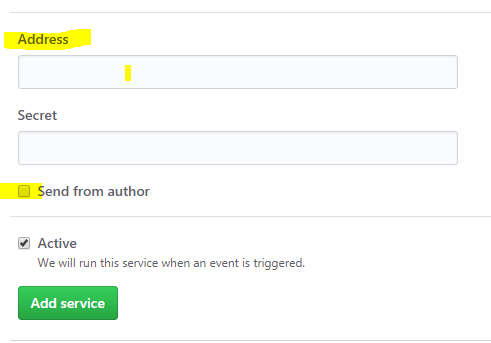 Address
Secret
Send from author
Active
We will run this service when an event is triggered.
Add service